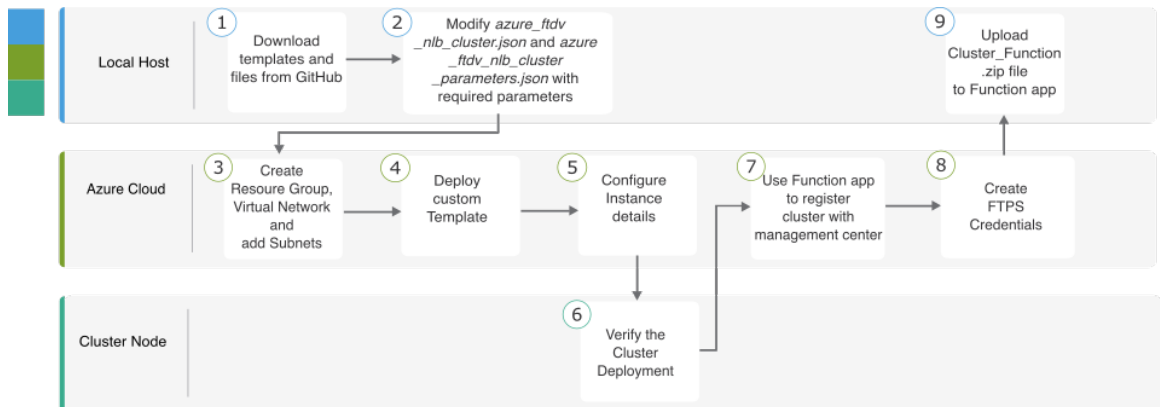 Local Host
1
Download
templates and
files from GitHub
2
Modify azure_ftdv
_nlb_cluster.json and azure
_ftdv_nlb_cluster
_parameters.json with
required parameters
9
Upload
Cluster_Function
.zip file
to Function app
Azure Cloud
3
Create
Resoure Group,
Virtual Network
and
add Subnets
4
Deploy
custom
Template
5
Configure
Instance
details
7
Use Function app
to register
cluster with
management center
8
Create
FTPS
Credentials
Cluster Node
6
Verify the
Cluster
Deployment